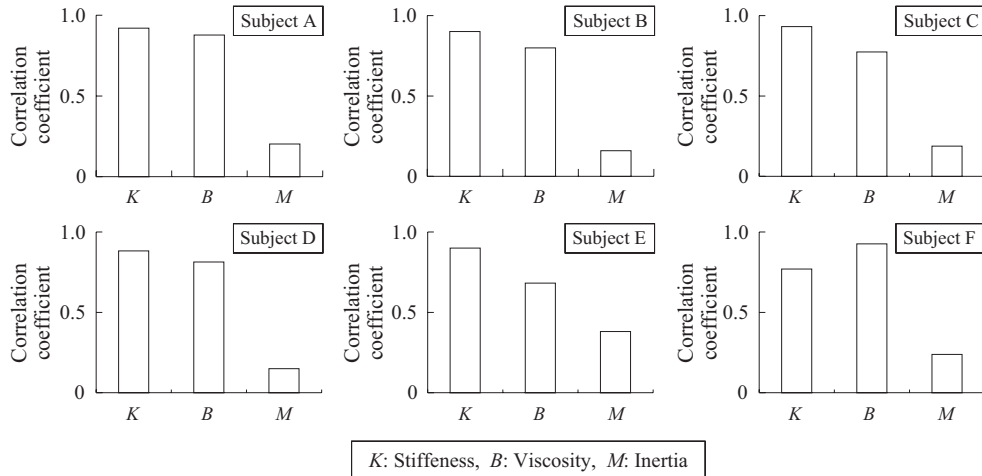 1.0
Subject A
0.5
0
Correlation
coefficient
K
B
M
1.0
Subject B
0.5
0
Correlation
coefficient
K
B
M
1.0
Subject C
0.5
0
Correlation
coefficient
K
B
M
1.0
Subject D
0.5
0
Correlation
coefficient
K
B
M
1.0
Subject E
0.5
0
Correlation
coefficient
K
B
M
1.0
Subject F
0.5
0
Correlation
coefficient
K
B
M
K: Stiffeness, B: Viscosity, M: Inertia